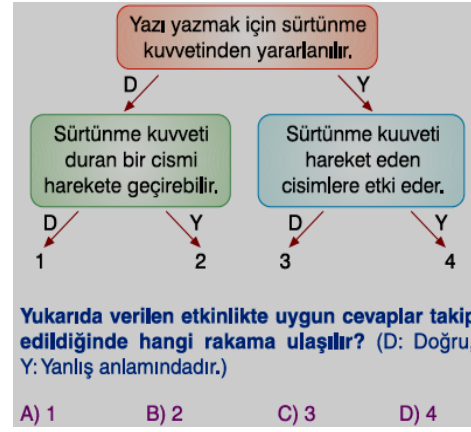 Yazı yazmak için sürtünme
kuvvetinden yararlanılır.
D
Y
Sürtünme kuvveti
duran bir cismi
harekete geçirebilir.
Sürtünme kuuveti
hareket eden
cisimlere etki eder.
D
Y
D
Y
1
2
3
4
Yukarıda verilen etkinlikte uygun cevaplar takip
edildiğinde hangi rakama ulaşılır? (D: Doğru,
Y: Yanlış anlamındadır.)
A) 1 B) 2 C) 3 D) 4